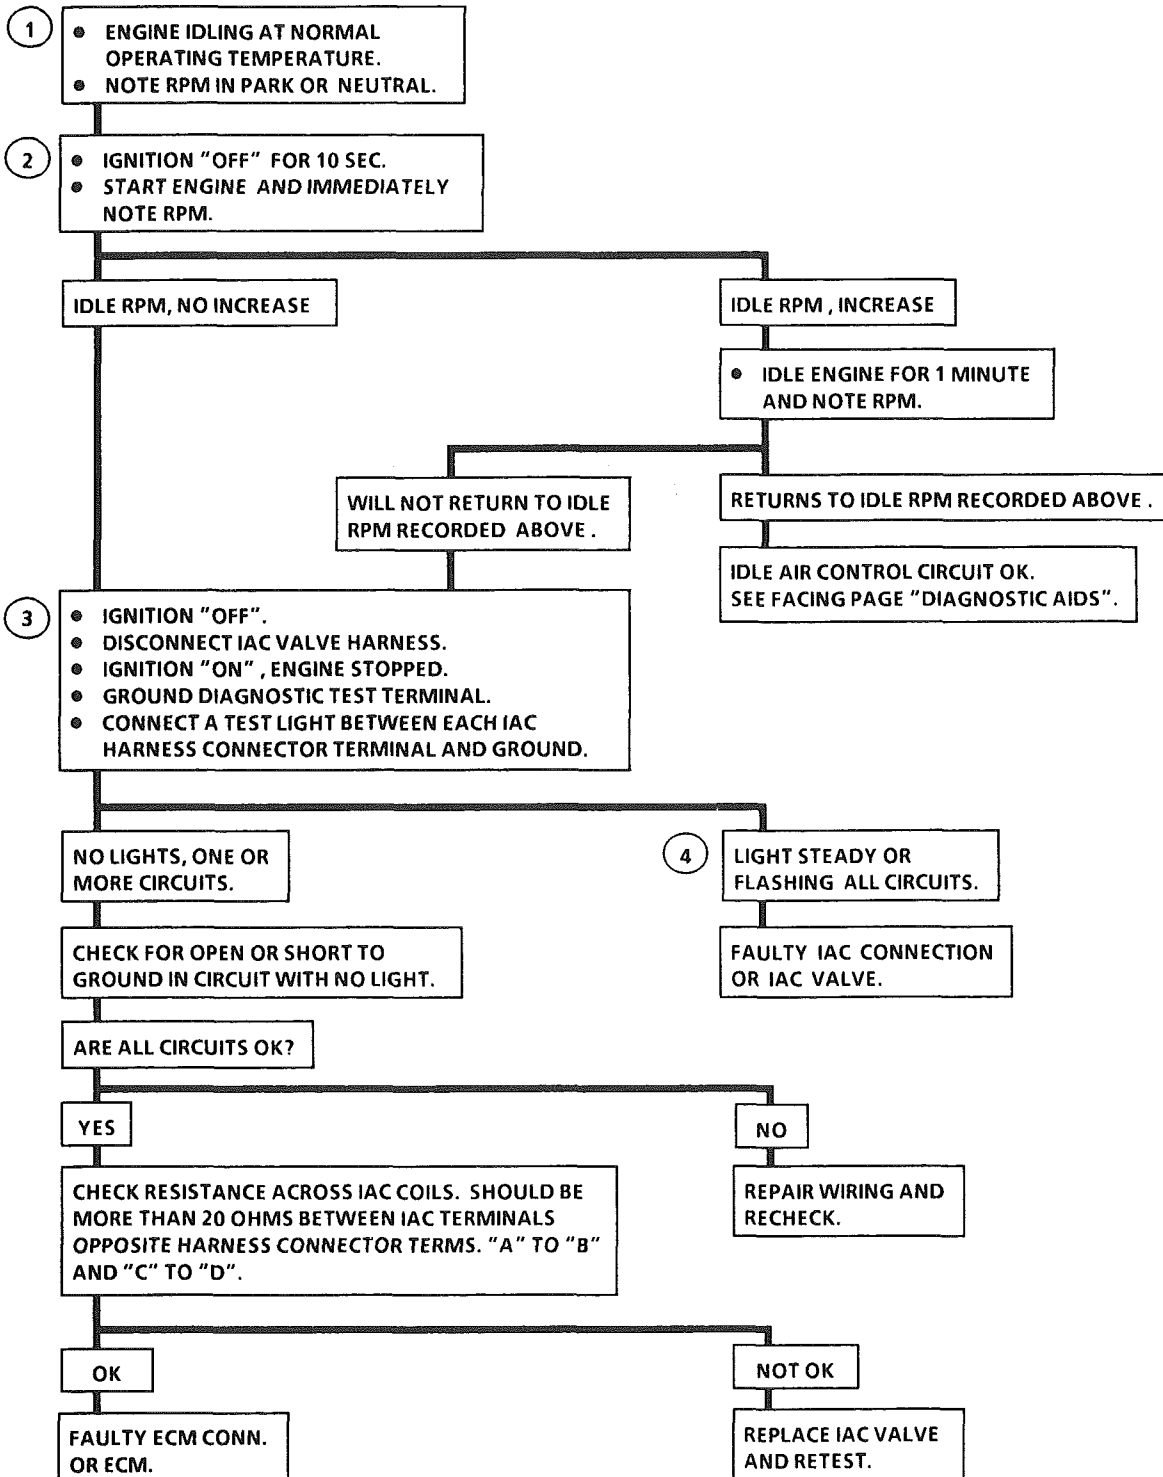 1
● ENGINE IDLING AT NORMAL
OPERATING TEMPERATURE.
● NOTE RPM IN PARK OR NEUTRAL.
2
● IGNITION "OFF" FOR 10 SEC.
● START ENGINE AND IMMEDIATELY
NOTE RPM.
IDLE RPM, NO INCREASE
IDLE RPM , INCREASE
● IDLE ENGINE FOR 1 MINUTE
AND NOTE RPM.
WILL NOT RETURN TO IDLE
RPM RECORDED ABOVE .
RETURNS TO IDLE RPM RECORDED ABOVE .
IDLE AIR CONTROL CIRCUIT OK.
SEE FACING PAGE "DIAGNOSTIC AIDS".
3
● IGNITION "OFF".
● DISCONNECT IAC VALVE HARNESS.
● IGNITION "ON" , ENGINE STOPPED.
● GROUND DIAGNOSTIC TEST TERMINAL.
● CONNECT A TEST LIGHT BETWEEN EACH IAC
HARNESS CONNECTOR TERMINAL AND GROUND.
NO LIGHTS, ONE OR
MORE CIRCUITS.
4
LIGHT STEADY OR
FLASHING ALL CIRCUITS.
CHECK FOR OPEN OR SHORT TO
GROUND IN CIRCUIT WITH NO LIGHT.
FAULTY IAC CONNECTION
OR IAC VALVE.
ARE ALL CIRCUITS OK?
YES
NO
CHECK RESISTANCE ACROSS IAC COILS. SHOULD BE
MORE THAN 20 OHMS BETWEEN IAC TERMINALS
OPPOSITE HARNESS CONNECTOR TERMS. "A" TO "B"
AND "C" TO "D".
REPAIR WIRING AND
RECHECK.
OK
NOT OK
FAULTY ECM CONN.
OR ECM.
REPLACE IAC VALVE
AND RETEST.